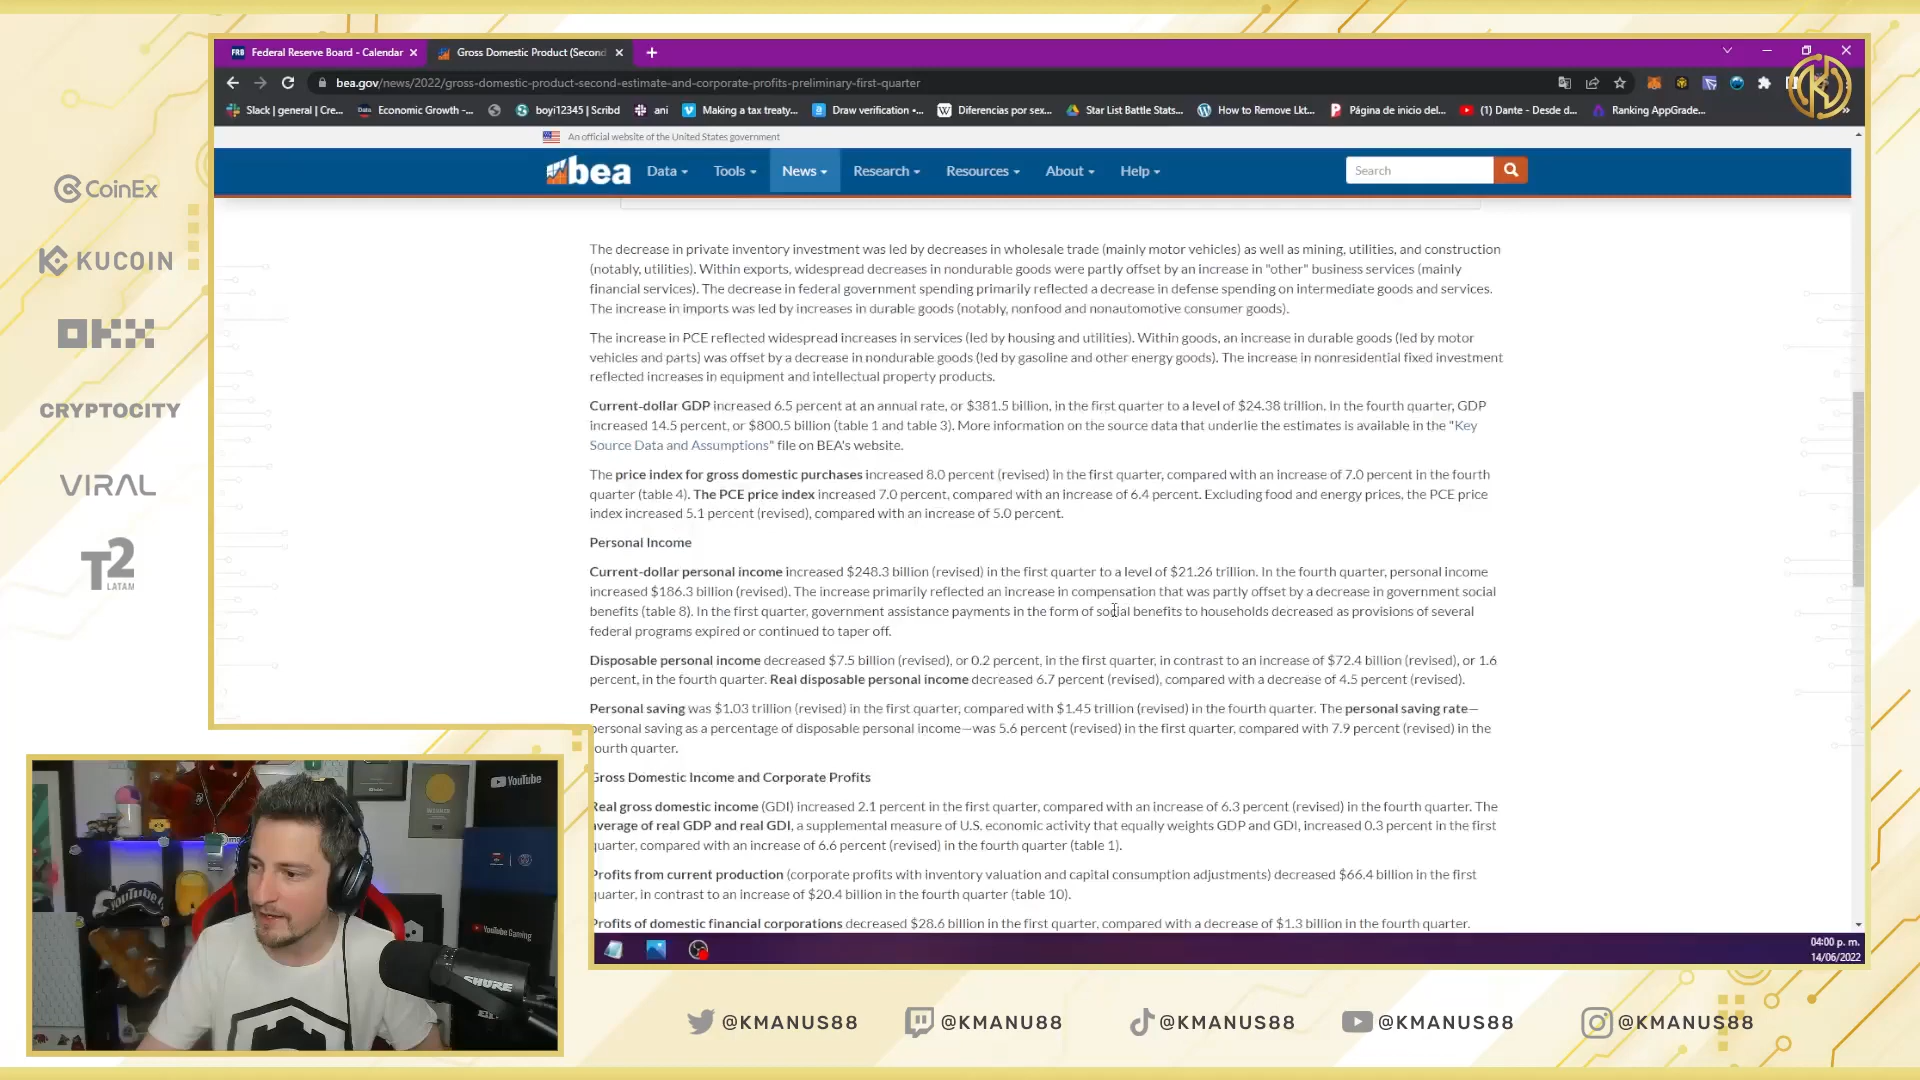 FRB Federal Reserve Board - Calendar
Gross Domestic Product (Second
bea.gov/news/2022/gross-domestic-product-second-estimate-and-corporate-profits-preliminary-first-quarter
Slack | general | Cre...
Economic Growth -...
boyi12345 | Scribd
ani
Making a tax treaty...
Draw verification -...
Diferencias por sex...
Star List Battle Stats...
How to Remove Lkt...
Página de inicio del...
(1) Dante - Desde d...
Ranking AppGrade...
An official website of the United States government
bea
Data
Tools
News
Research
Resources
About
Help
Search
The decrease in private inventory investment was led by decreases in wholesale trade (mainly motor vehicles) as well as mining, utilities, and construction
(notably, utilities). Within exports, widespread decreases in nondurable goods were partly offset by an increase in "other" business services (mainly
financial services). The decrease in federal government spending primarily reflected a decrease in defense spending on intermediate goods and services.
The increase in imports was led by increases in durable goods (notably, nonfood and nonautomotive consumer goods).
The increase in PCE reflected widespread increases in services (led by housing and utilities). Within goods, an increase in durable goods (led by motor
vehicles and parts) was offset by a decrease in nondurable goods (led by gasoline and other energy goods). The increase in nonresidential fixed investment
reflected increases in equipment and intellectual property products.
Current-dollar GDP increased 6.5 percent at an annual rate, or $381.5 billion, in the first quarter to a level of $24.38 trillion. In the fourth quarter, GDP
increased 14.5 percent, or $800.5 billion (table 1 and table 3). More information on the source data that underlie the estimates is available in the "Key
Source Data and Assumptions" file on BEA's website.
The price index for gross domestic purchases increased 8.0 percent (revised) in the first quarter, compared with an increase of 7.0 percent in the fourth
quarter (table 4). The PCE price index increased 7.0 percent, compared with an increase of 6.4 percent. Excluding food and energy prices, the PCE price
index increased 5.1 percent (revised), compared with an increase of 5.0 percent.
Personal Income
Current-dollar personal income increased $248.3 billion (revised) in the first quarter to a level of $21.26 trillion. In the fourth quarter, personal income
increased $186.3 billion (revised). The increase primarily reflected an increase in compensation that was partly offset by a decrease in government social
benefits (table 8). In the first quarter, government assistance payments in the form of social benefits to households decreased as provisions of several
federal programs expired or continued to taper off.
Disposable personal income decreased $7.5 billion (revised), or 0.2 percent, in the first quarter, in contrast to an increase of $72.4 billion (revised), or 1.6
percent, in the fourth quarter. Real disposable personal income decreased 6.7 percent (revised), compared with a decrease of 4.5 percent (revised).
Personal saving was $1.03 trillion (revised) in the first quarter, compared with $1.45 trillion (revised) in the fourth quarter. The personal saving rate—
personal saving as a percentage of disposable personal income—was 5.6 percent (revised) in the first quarter, compared with 7.9 percent (revised) in the
fourth quarter.
Gross Domestic Income and Corporate Profits
Real gross domestic income (GDI) increased 2.1 percent in the first quarter, compared with an increase of 6.3 percent (revised) in the fourth quarter. The
average of real GDP and real GDI, a supplemental measure of U.S. economic activity that equally weights GDP and GDI, increased 0.3 percent in the first
quarter, compared with an increase of 6.6 percent (revised) in the fourth quarter (table 1).
Profits from current production (corporate profits with inventory valuation and capital consumption adjustments) decreased $66.4 billion in the first
quarter, in contrast to an increase of $20.4 billion in the fourth quarter (table 10).
Profits of domestic financial corporations decreased $28.6 billion in the first quarter, compared with a decrease of $1.3 billion in the fourth quarter.
04:00 p. m.
14/06/2022
CoinEx
KUCOIN
OKX
CRYPTOCITY
VIRAL
T2
LATAM
YouTube
YouTube
YouTube Gaming
SHURE
@KMANUS88
@KMANU88
@KMANUS88
@KMANUS88
@KMANUS88